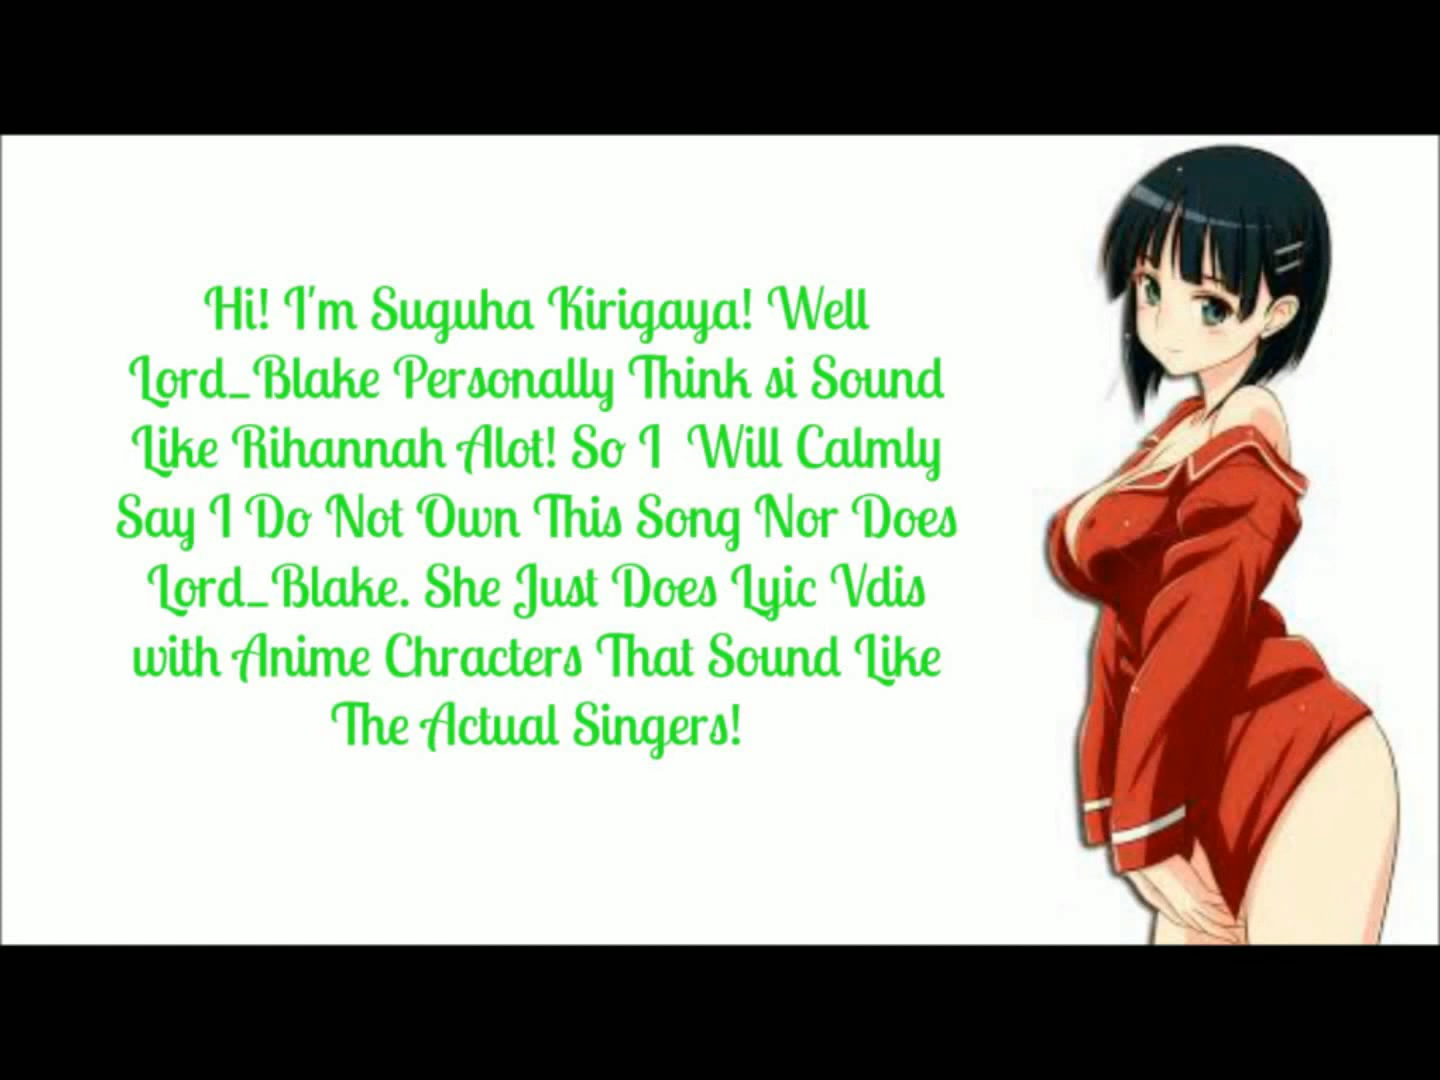 Hi! I'm Suguha Kirigaya! Well
Lord_Blake Personally Think si Sound
Like Rihannah Alot! So I  Will Calmly
Say I Do Not Own This Song Nor Does
Lord_Blake. She Just Does Lyic Vdis
with Anime Chracters That Sound Like
The Actual Singers!